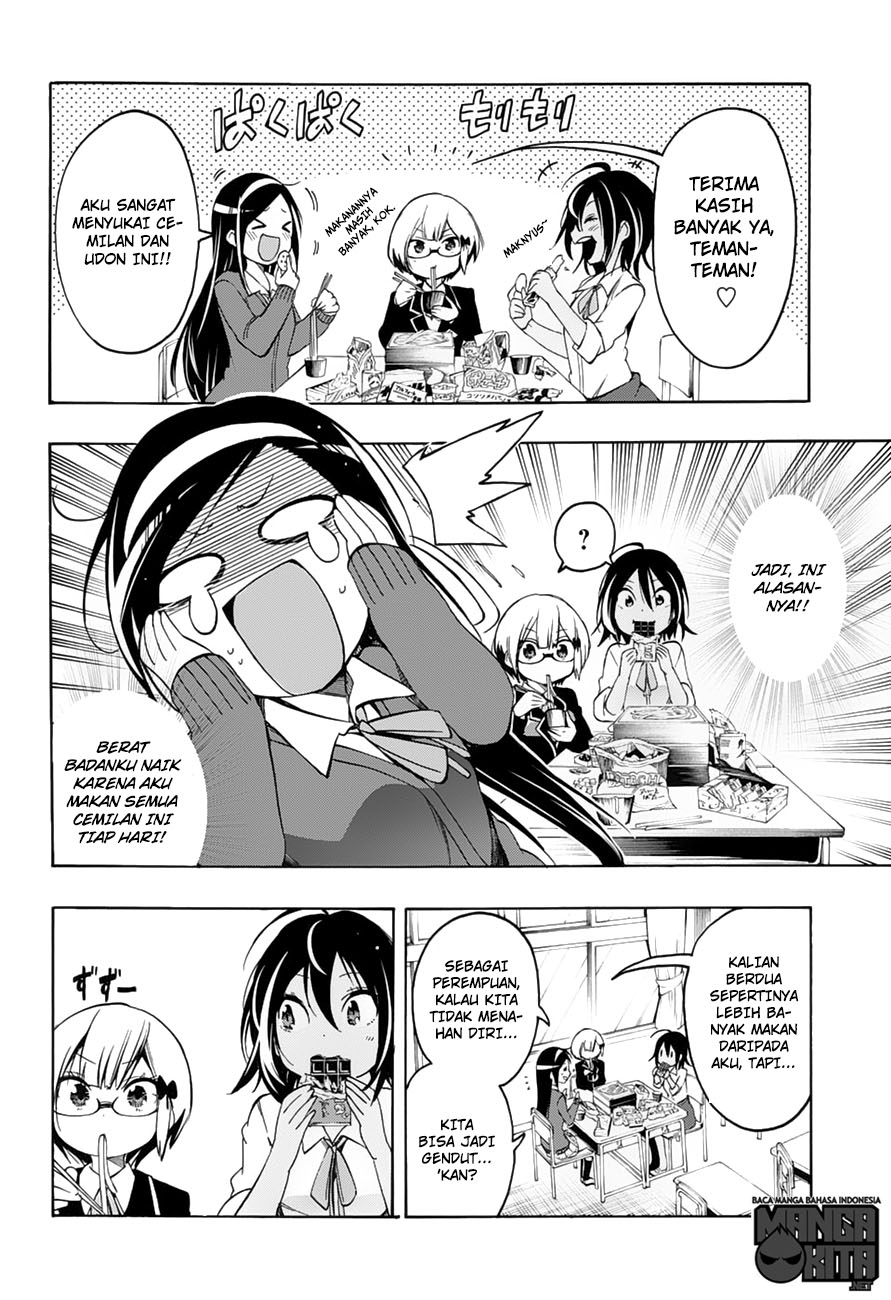 もりもり
ぱくぱく
TERIMA
KASIH
BANYAK YA,
TEMAN-
TEMAN!
♡
MAKNYUS~
MAKANANNYA
MASIH
BANYAK, KOK.
AKU SANGAT
MENYUKAI CE-
MILAN DAN
UDON INI!!
JADI, INI
ALASAN-
NYA!!
?
BERAT
BADANKU NAIK
KARENA AKU
MAKAN SEMUA
CEMILAN INI
TIAP HARI!
KALIAN
BERDUA
SEPERTINYA
LEBIH BA-
NYAK MAKAN
DARIPADA
AKU, TAPI...
SEBAGAI
PEREMPUAN,
KALAU KITA
TIDAK MENA-
HAN DIRI...
KITA
BISA JADI
GENDUT...
'KAN?
ずずー
BACA MANGA BAHASA INDONESIA
MANGA
KITA
.NET